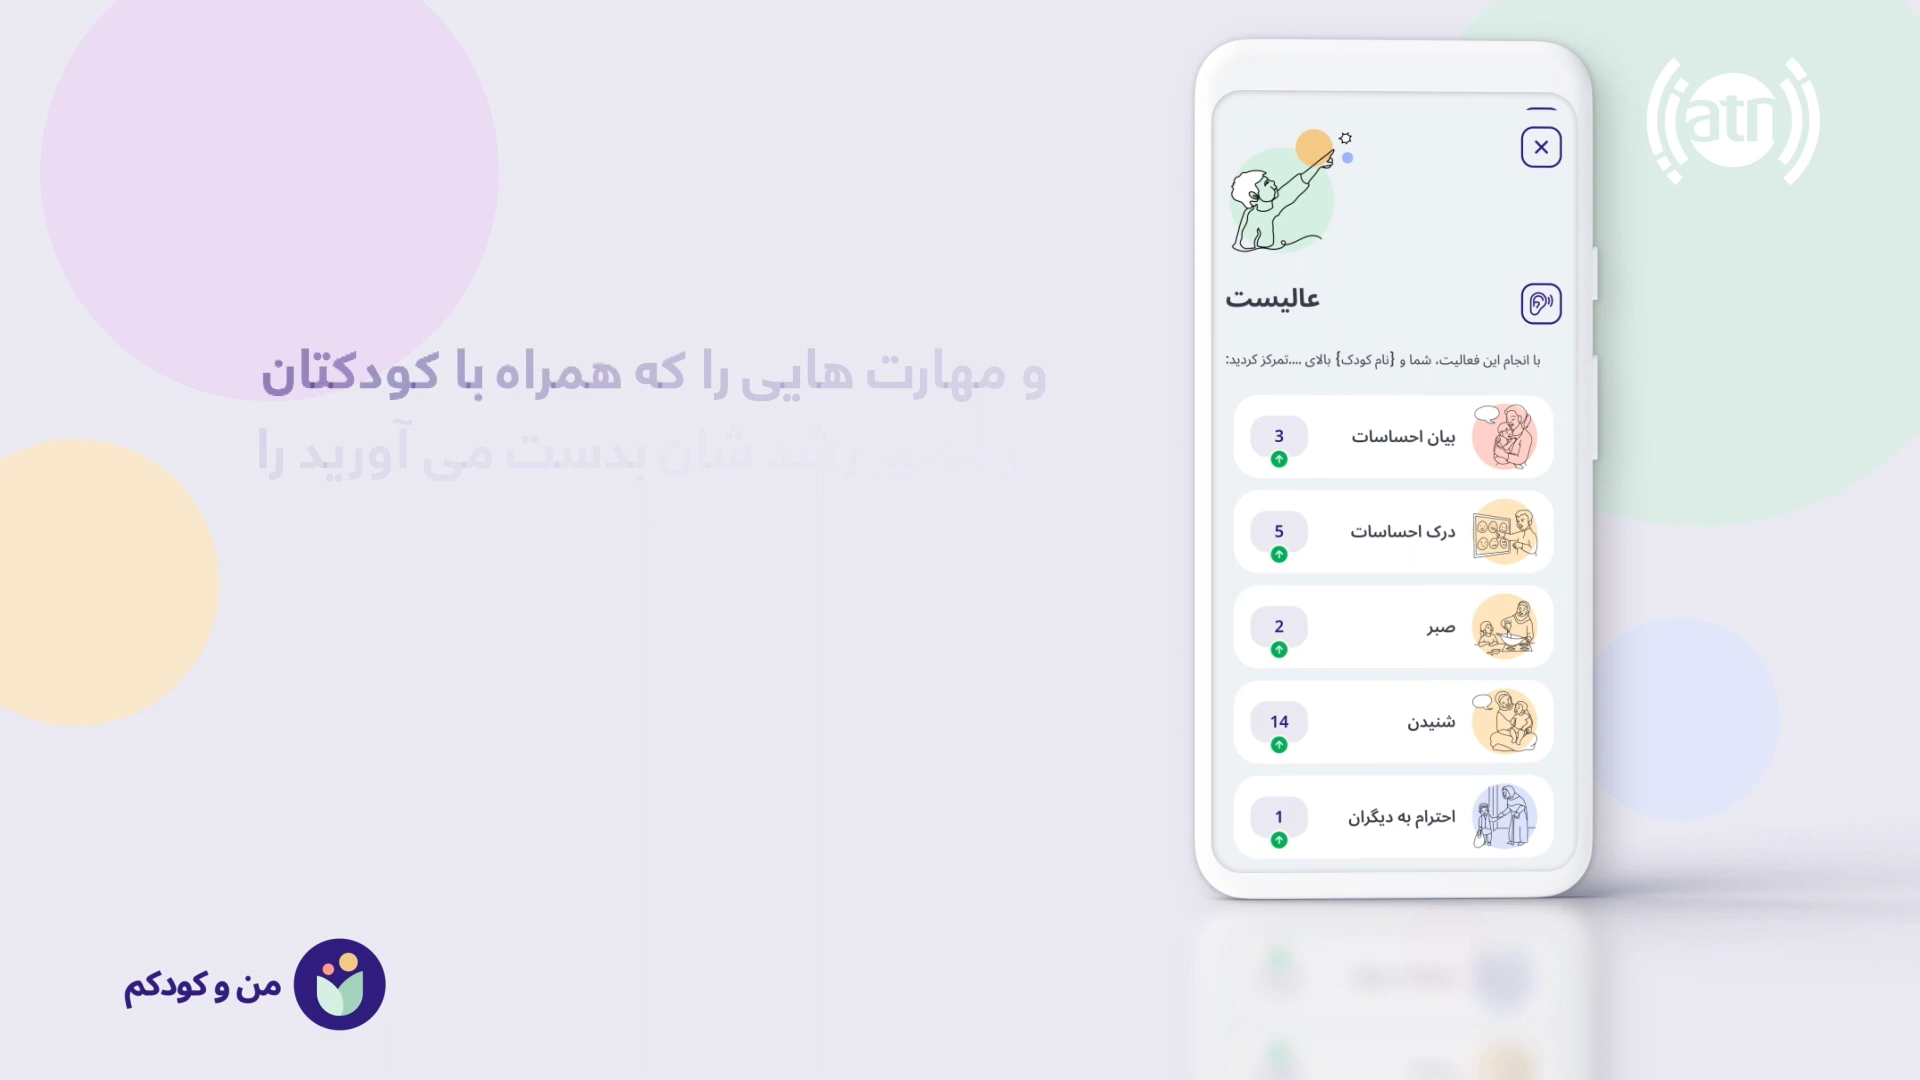 atn
و مهارت هایی را که همراه با کودکتان
رشد شان بدست می آورید را
عالیست
با انجام این فعالیت، شما و {نام کودک} بالای ....تمرکز کردید:
بیان احساسات
3
درک احساسات
5
صبر
2
شنیدن
14
احترام به دیگران
1
من و کودکم